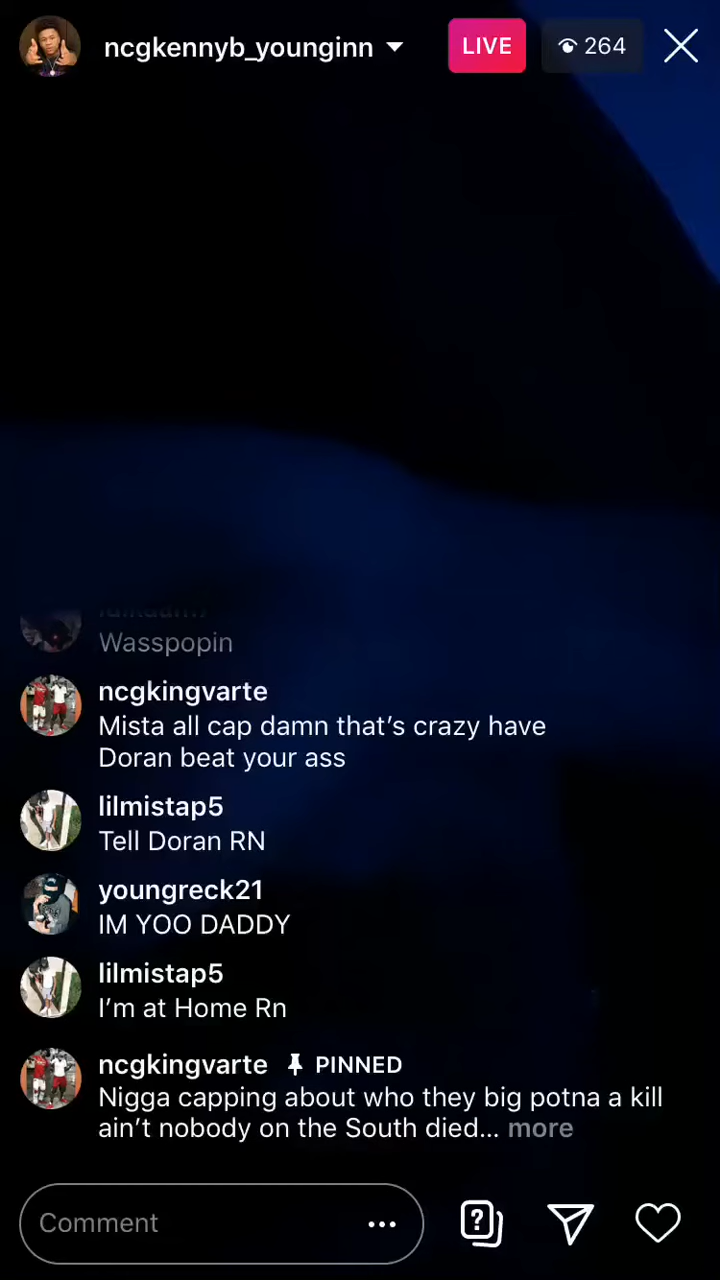 ncgkennyb_younginn
LIVE
264
Wasspopin
ncgkingvarte
Mista all cap damn that’s crazy have
Doran beat your ass
lilmistap5
Tell Doran RN
youngreck21
IM YOO DADDY
lilmistap5
I’m at Home Rn
ncgkingvarte PINNED
Nigga capping about who they big potna a kill
ain’t nobody on the South died... more
Comment